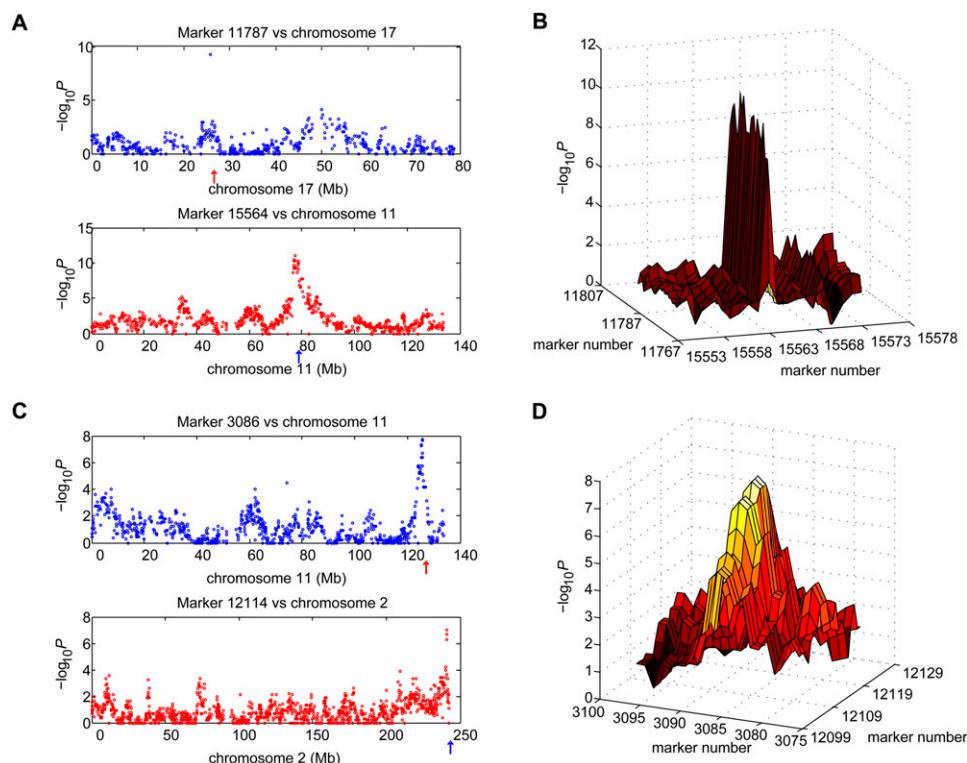 A
Marker 11787 vs chromosome 17
−log10P
10
5
0
0 10 20 30 40 50 60 70 80
chromosome 17 (Mb)
Marker 15564 vs chromosome 11
−log10P
15
10
5
0
0 20 40 60 80 100 120 140
chromosome 11 (Mb)
B
−log10P
12
10
8
6
4
2
0
11807
11787
11767
marker number
15553 15558 15563 15568 15573 15578
marker number
C
Marker 3086 vs chromosome 11
−log10P
8
6
4
2
0
0 20 40 60 80 100 120 140
chromosome 11 (Mb)
Marker 12114 vs chromosome 2
−log10P
8
6
4
2
0
0 50 100 150 200 250
chromosome 2 (Mb)
D
−log10P
8
7
6
5
4
3
2
1
0
3100 3095 3090 3085 3080 3075
marker number
12129
12119
12109
12099
marker number